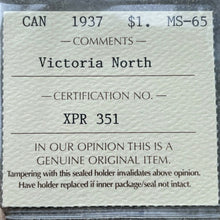 CAN 1937 $1. MS-65
— COMMENTS —
Victoria North
— CERTIFICATION NO. —
XPR 351
IN OUR OPINION THIS IS A
GENUINE ORIGINAL ITEM.
Tampering with this sealed holder invalidates above opinion.
Have holder replaced if inner package/seal not intact.